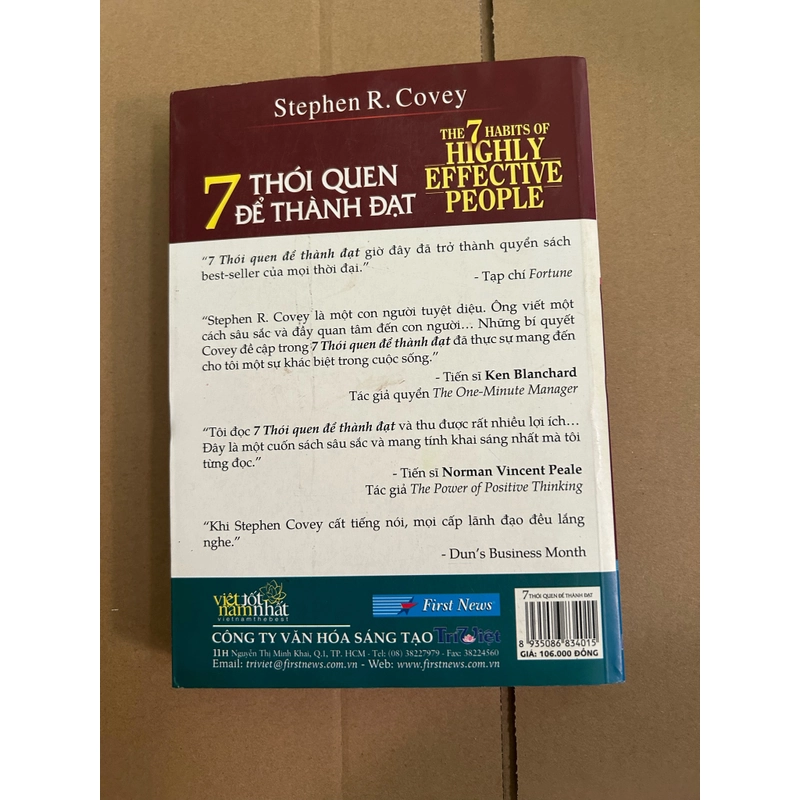 Stephen R. Covey
7 THÓI QUEN
ĐỂ THÀNH ĐẠT
THE 7 HABITS OF
HIGHLY
EFFECTIVE
PEOPLE
“7 Thói quen để thành đạt giờ đây đã trở thành quyển sách
best-seller của mọi thời đại.”
- Tạp chí Fortune
“Stephen R. Covey là một con người tuyệt diệu. Ông viết một
cách sâu sắc và đầy quan tâm đến con người… Những bí quyết
Covey đề cập trong 7 Thói quen để thành đạt đã thực sự mang đến
cho tôi một sự khác biệt trong cuộc sống.”
- Tiến sĩ Ken Blanchard
Tác giả quyển The One-Minute Manager
“Tôi đọc 7 Thói quen để thành đạt và thu được rất nhiều lợi ích…
Đây là một cuốn sách sâu sắc và mang tính khai sáng nhất mà tôi
từng đọc.”
- Tiến sĩ Norman Vincent Peale
Tác giả The Power of Positive Thinking
“Khi Stephen Covey cất tiếng nói, mọi cấp lãnh đạo đều lắng
nghe.”
- Dun's Business Month
việt tốt
nam nhất
vietnamthebest
First News
CÔNG TY VĂN HÓA SÁNG TẠO Trí Việt
11H Nguyễn Thị Minh Khai, Q.1, TP. HCM - Tel: (08) 38227979 - Fax: 38224560
Email: triviet@firstnews.com.vn - Web: www.firstnews.com.vn
7 THÓI QUEN ĐỂ THÀNH ĐẠT
8 935086 834015
GIÁ: 106.000 ĐỒNG